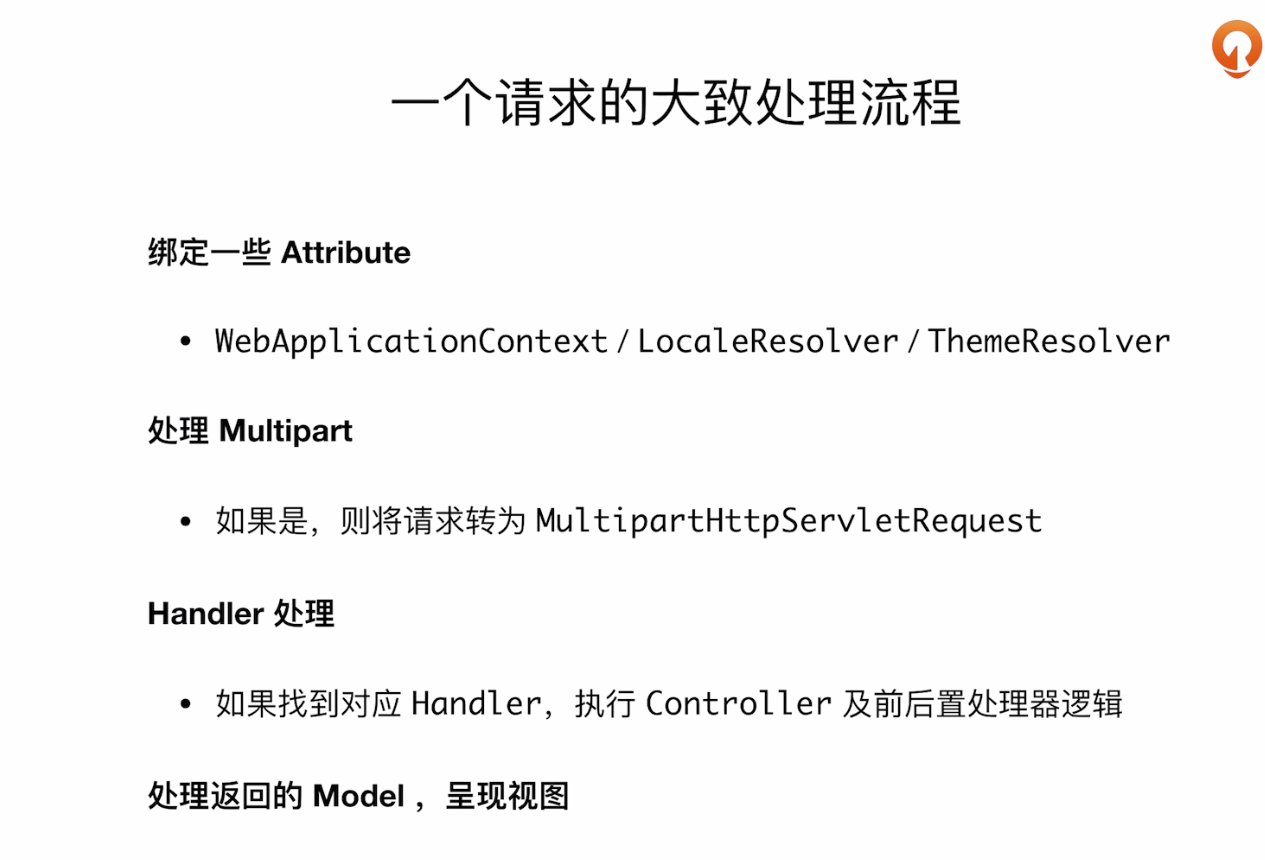 一个请求的大致处理流程
绑定一些 Attribute
• WebApplicationContext / LocaleResolver / ThemeResolver
处理 Multipart
• 如果是，则将请求转为 MultipartHttpServletRequest
Handler 处理
• 如果找到对应 Handler，执行 Controller 及前后置处理器逻辑
处理返回的 Model ，呈现视图